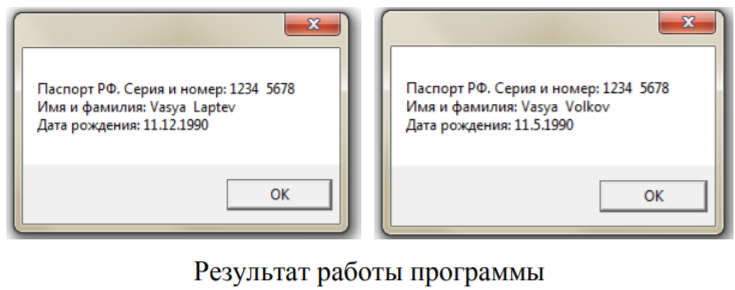 Паспорт РФ. Серия и номер: 1234  5678
Имя и фамилия: Vasya  Laptev
Дата рождения: 11.12.1990
OK
Паспорт РФ. Серия и номер: 1234  5678
Имя и фамилия: Vasya  Volkov
Дата рождения: 11.5.1990
OK
Результат работы программы